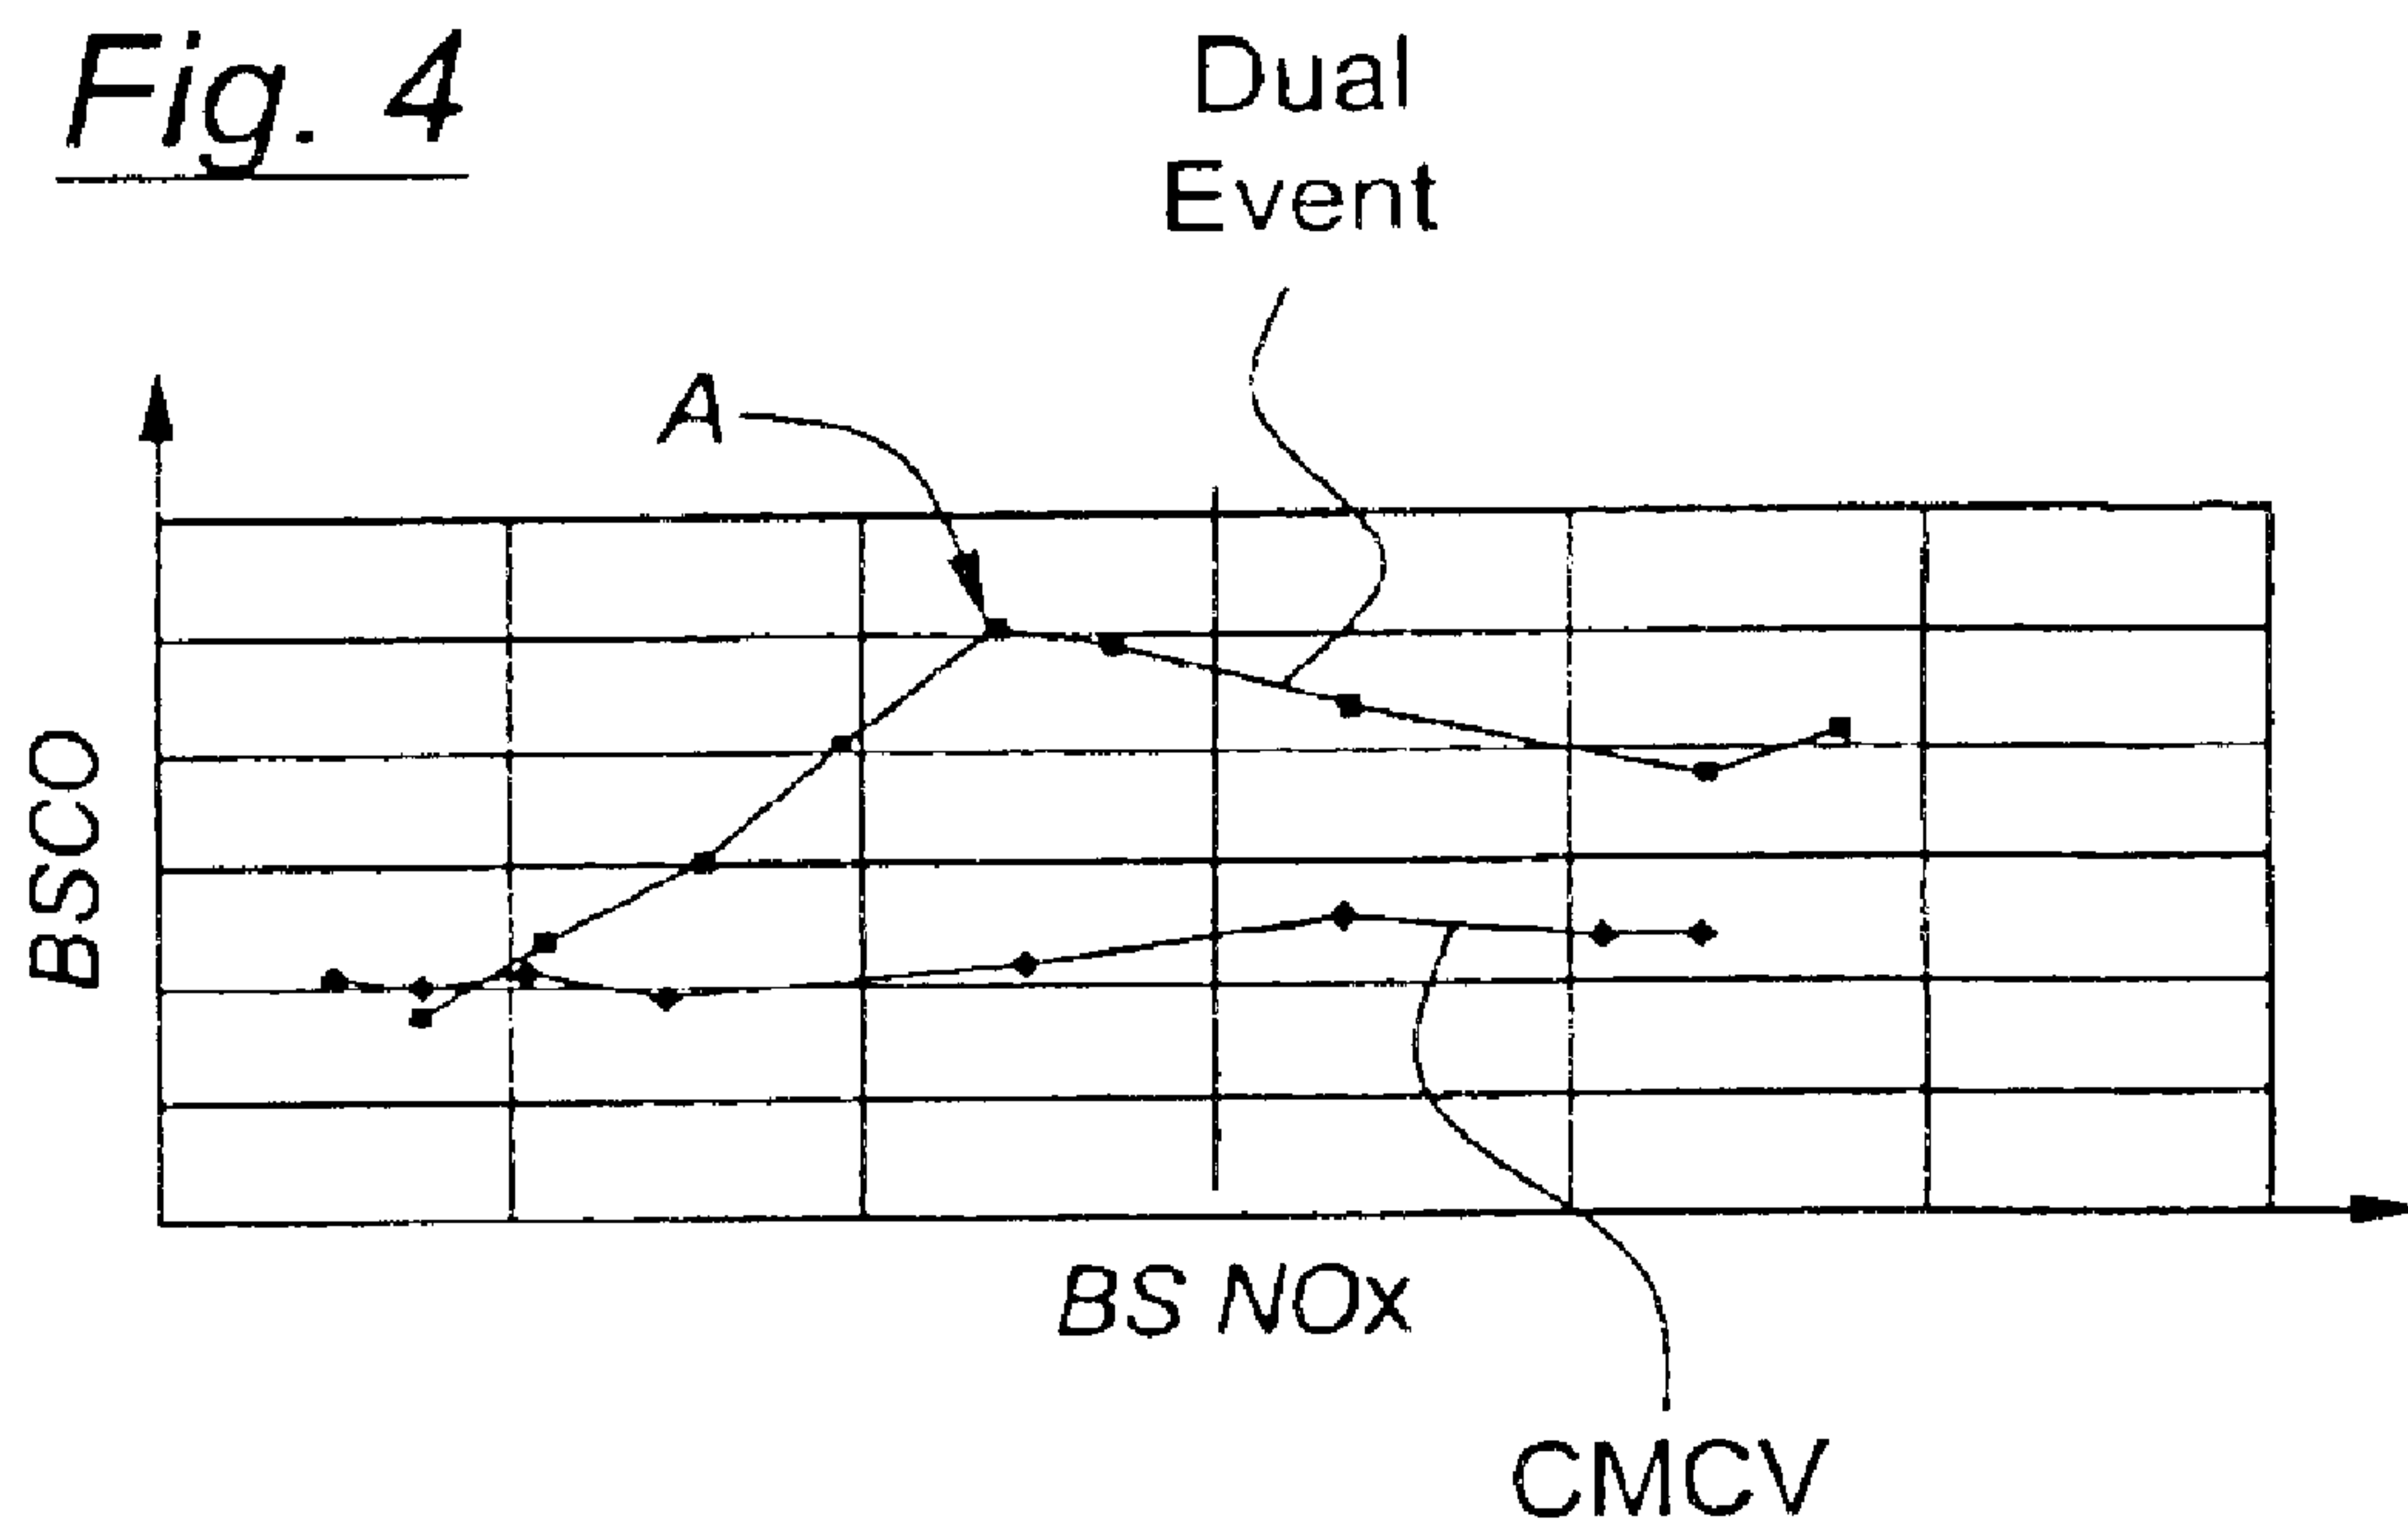 Fig. 4
Dual
Event
A
BSCO
BS NOx
CMCV